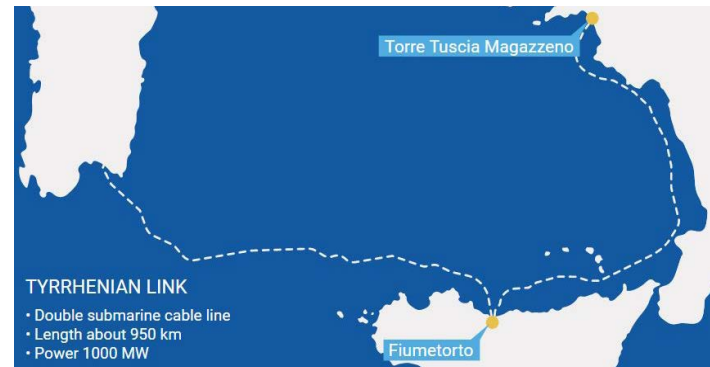 Torre Tuscia Magazzeno
TYRRHENIAN LINK
• Double submarine cable line
• Length about 950 km
• Power 1000 MW
Fiumetorto